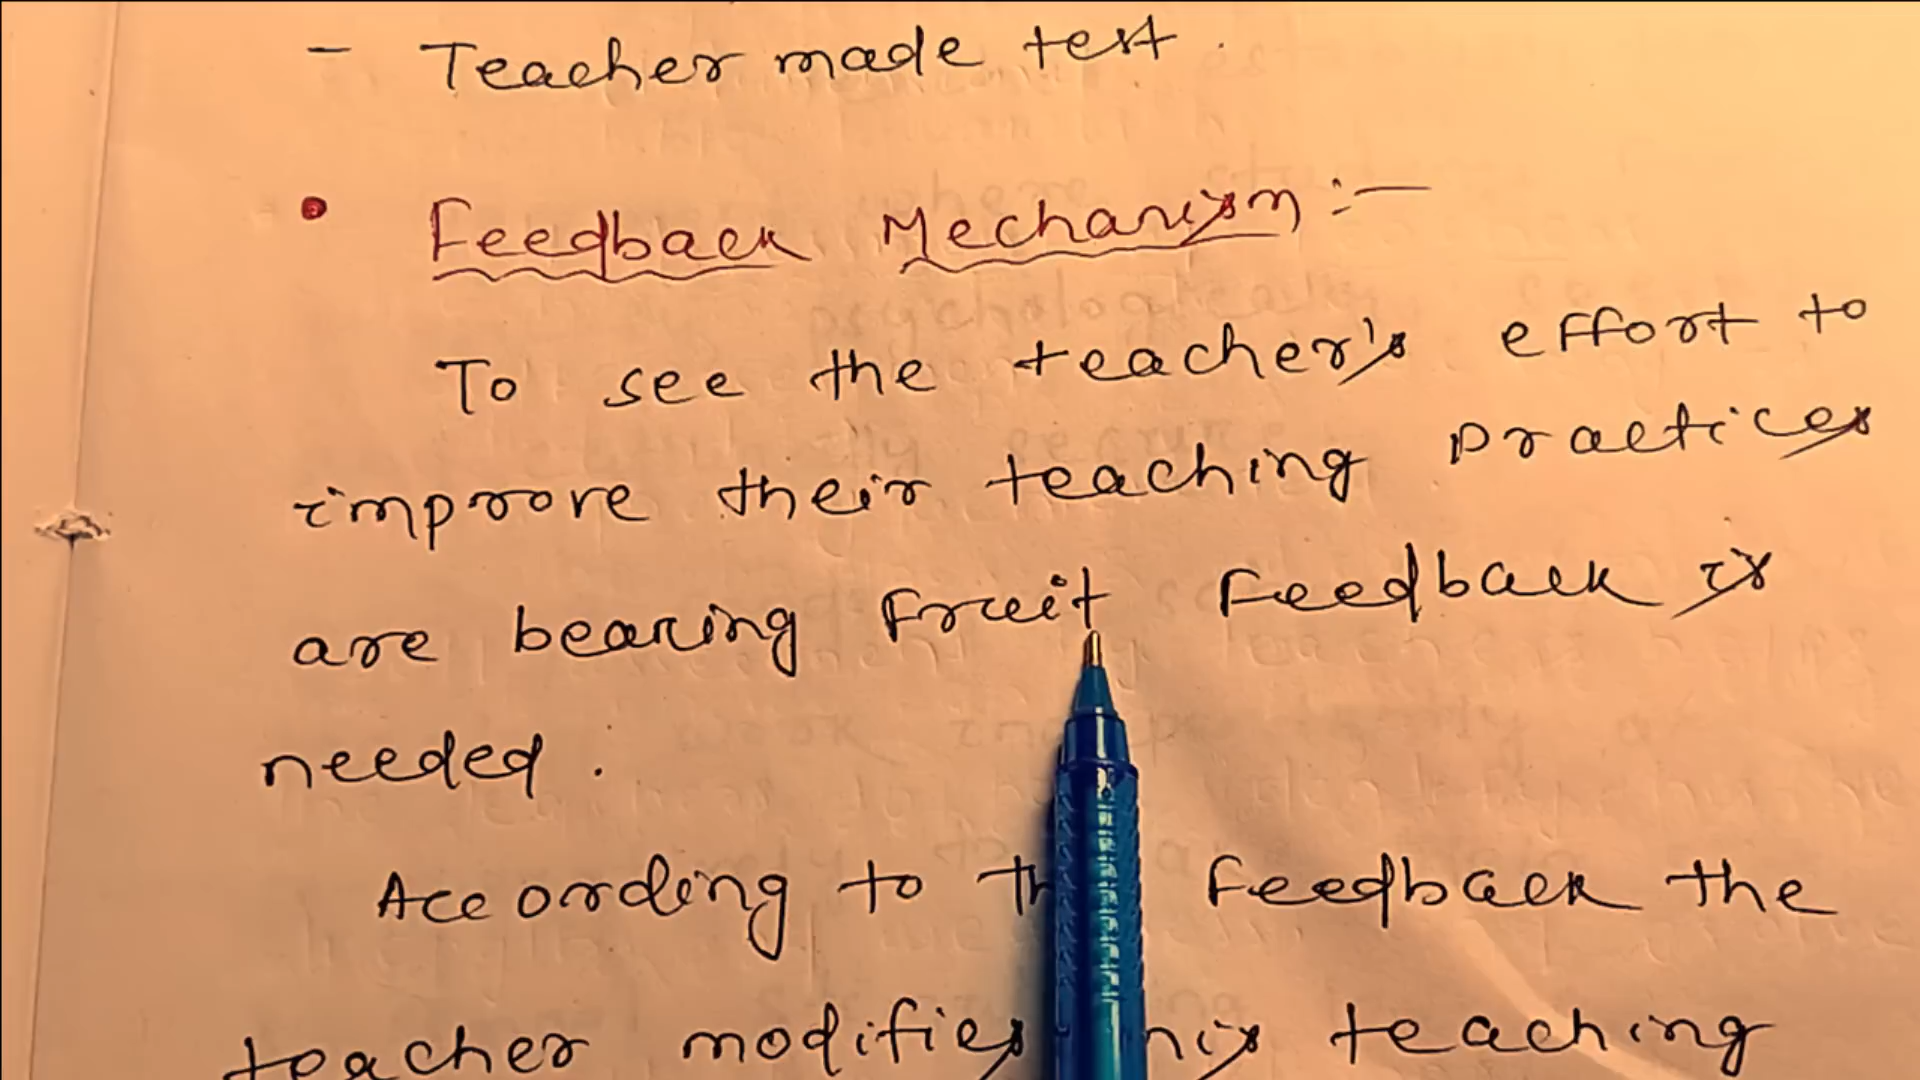 - Teacher made test.
• Feedback Mechanism :-
To see the teacher's effort to
improve their teaching practices
are bearing fruit feedback is
needed.
According to feedback the
teacher modifies his teaching